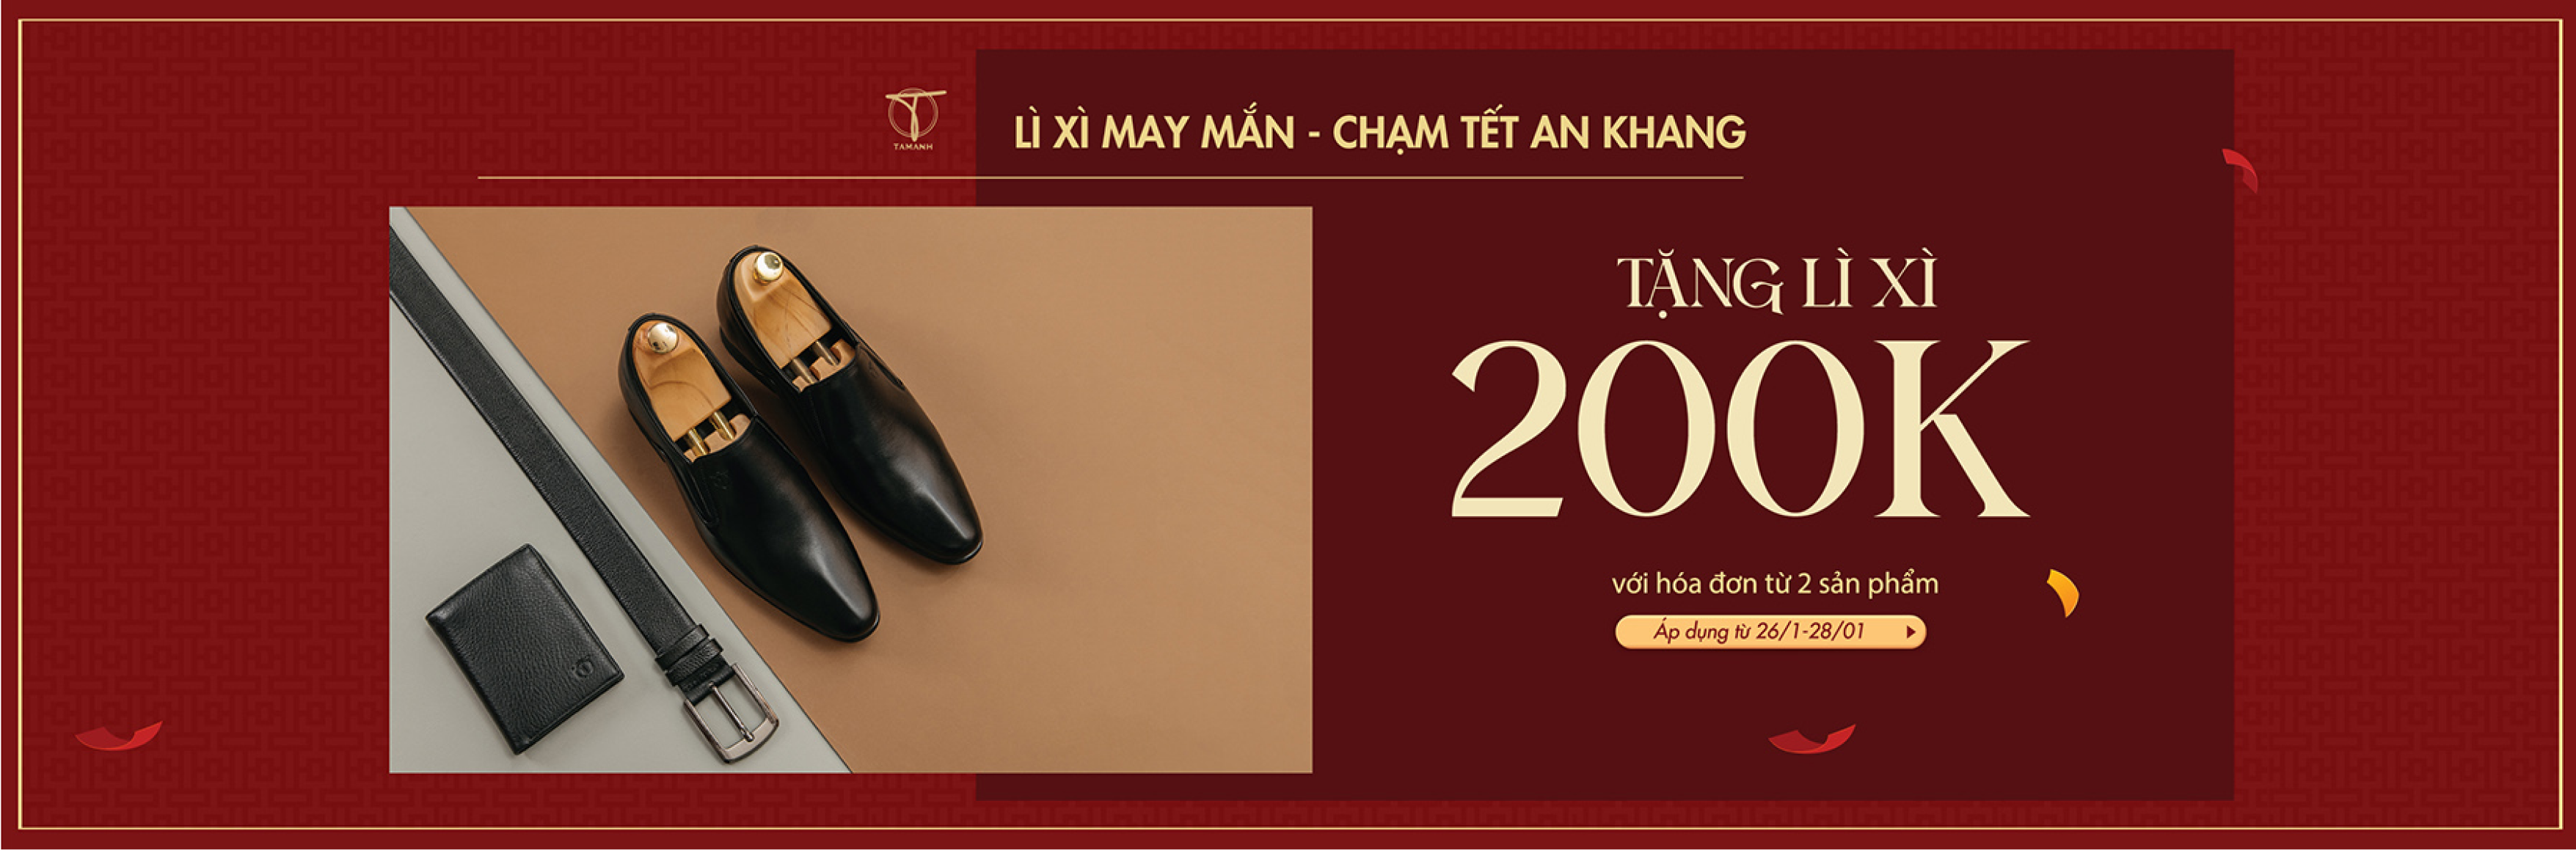 TAMANH
LÌ XÌ MAY MẮN - CHẠM TẾT AN KHANG
TẶNG LÌ XÌ
200K
với hóa đơn từ 2 sản phẩm
Áp dụng từ 26/1-28/01